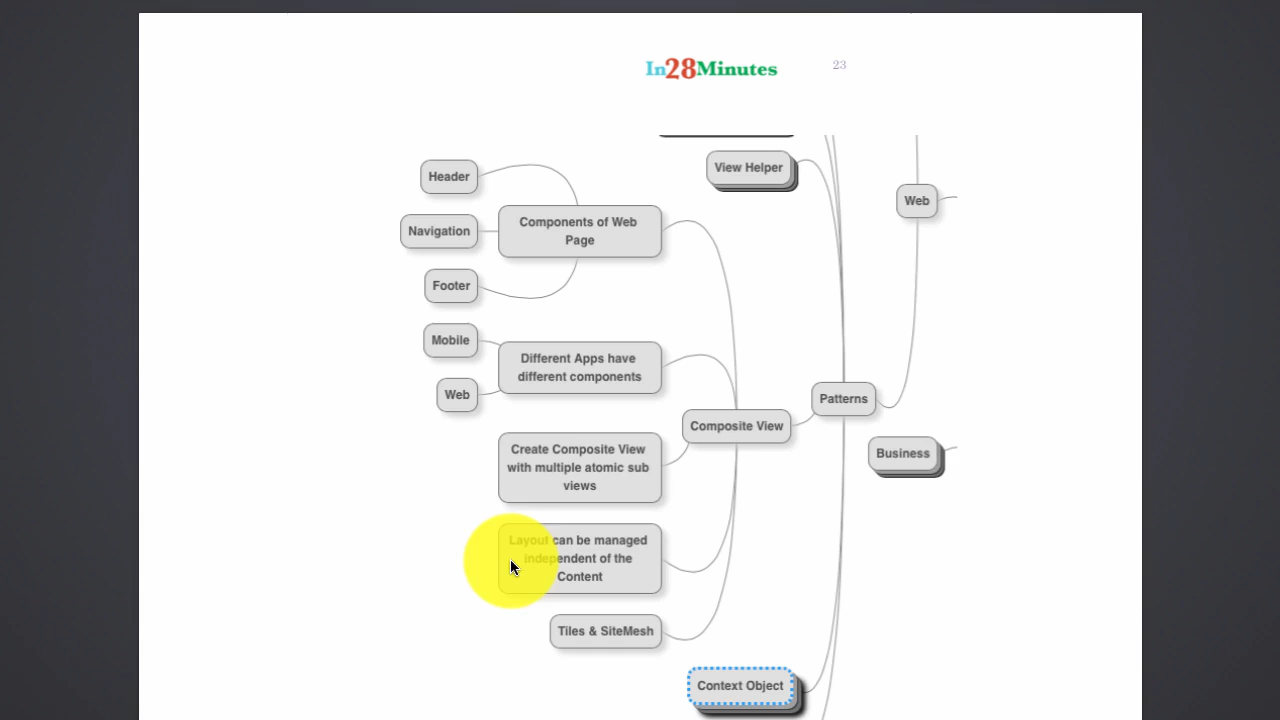 In28Minutes
23
View Helper
Header
Components of Web
Page
Navigation
Footer
Web
Mobile
Different Apps have
different components
Web
Patterns
Composite View
Create Composite View
with multiple atomic sub
views
Business
Layout can be managed
independent of the
Content
Tiles & SiteMesh
Context Object